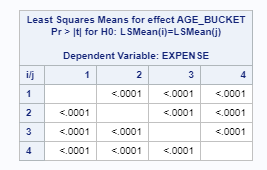 Least Squares Means for effect AGE_BUCKET
Pr > |t| for H0: LSMean(i)=LSMean(j)
Dependent Variable: EXPENSE
i/j 1 2 3 4
1 <.0001 <.0001 <.0001
2 <.0001 <.0001 <.0001
3 <.0001 <.0001 <.0001
4 <.0001 <.0001 <.0001